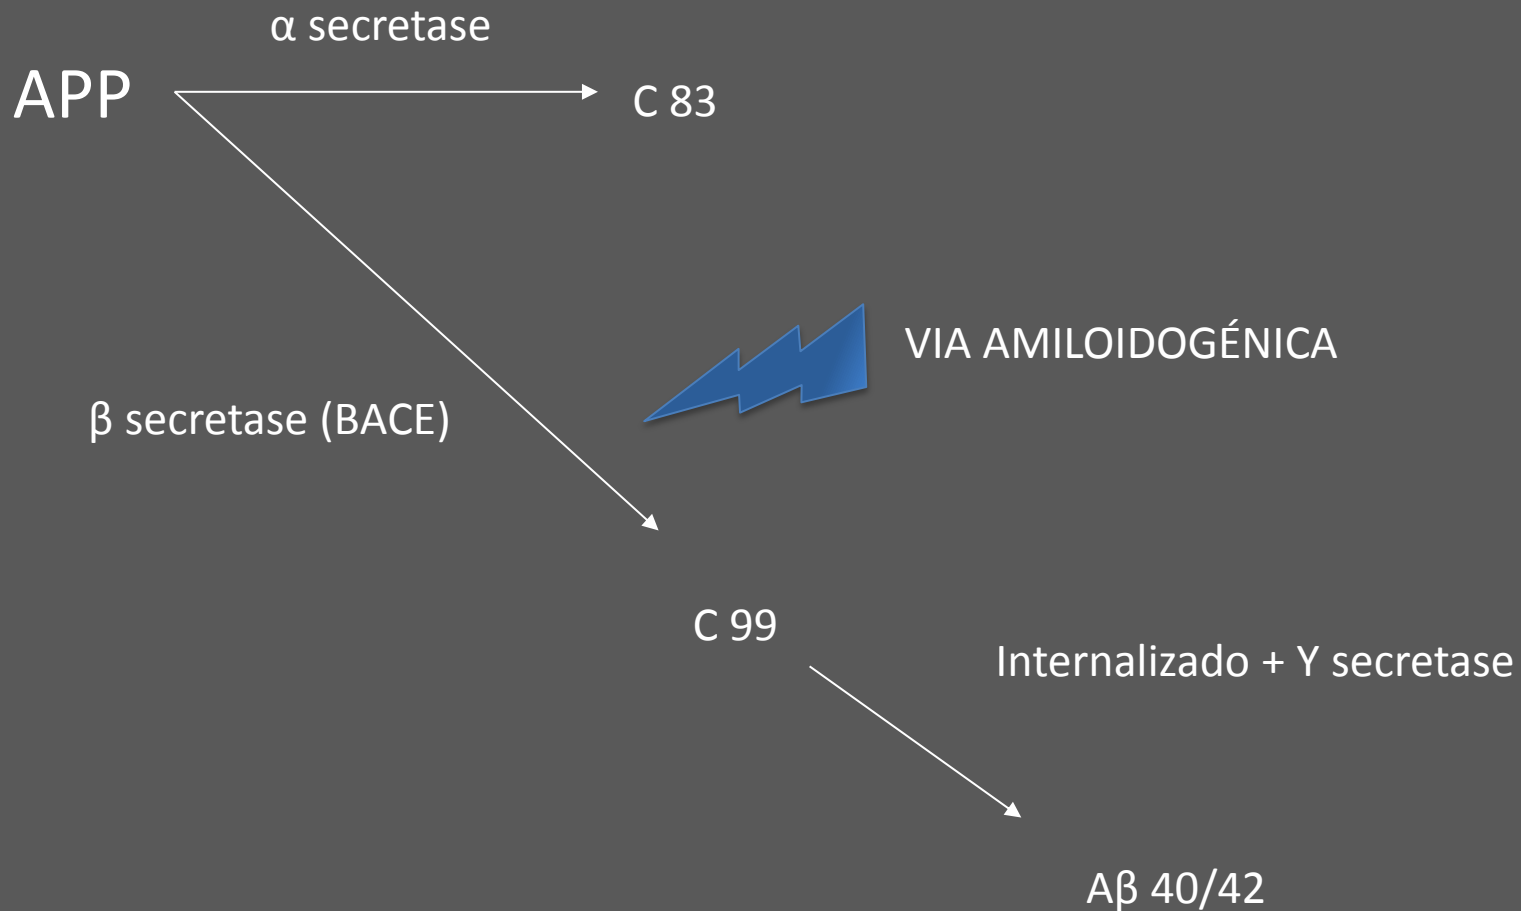 α secretase
APP
C 83
VIA AMILOIDOGÉNICA
β secretase (BACE)
C 99
Internalizado + Y secretase
Aβ 40/42